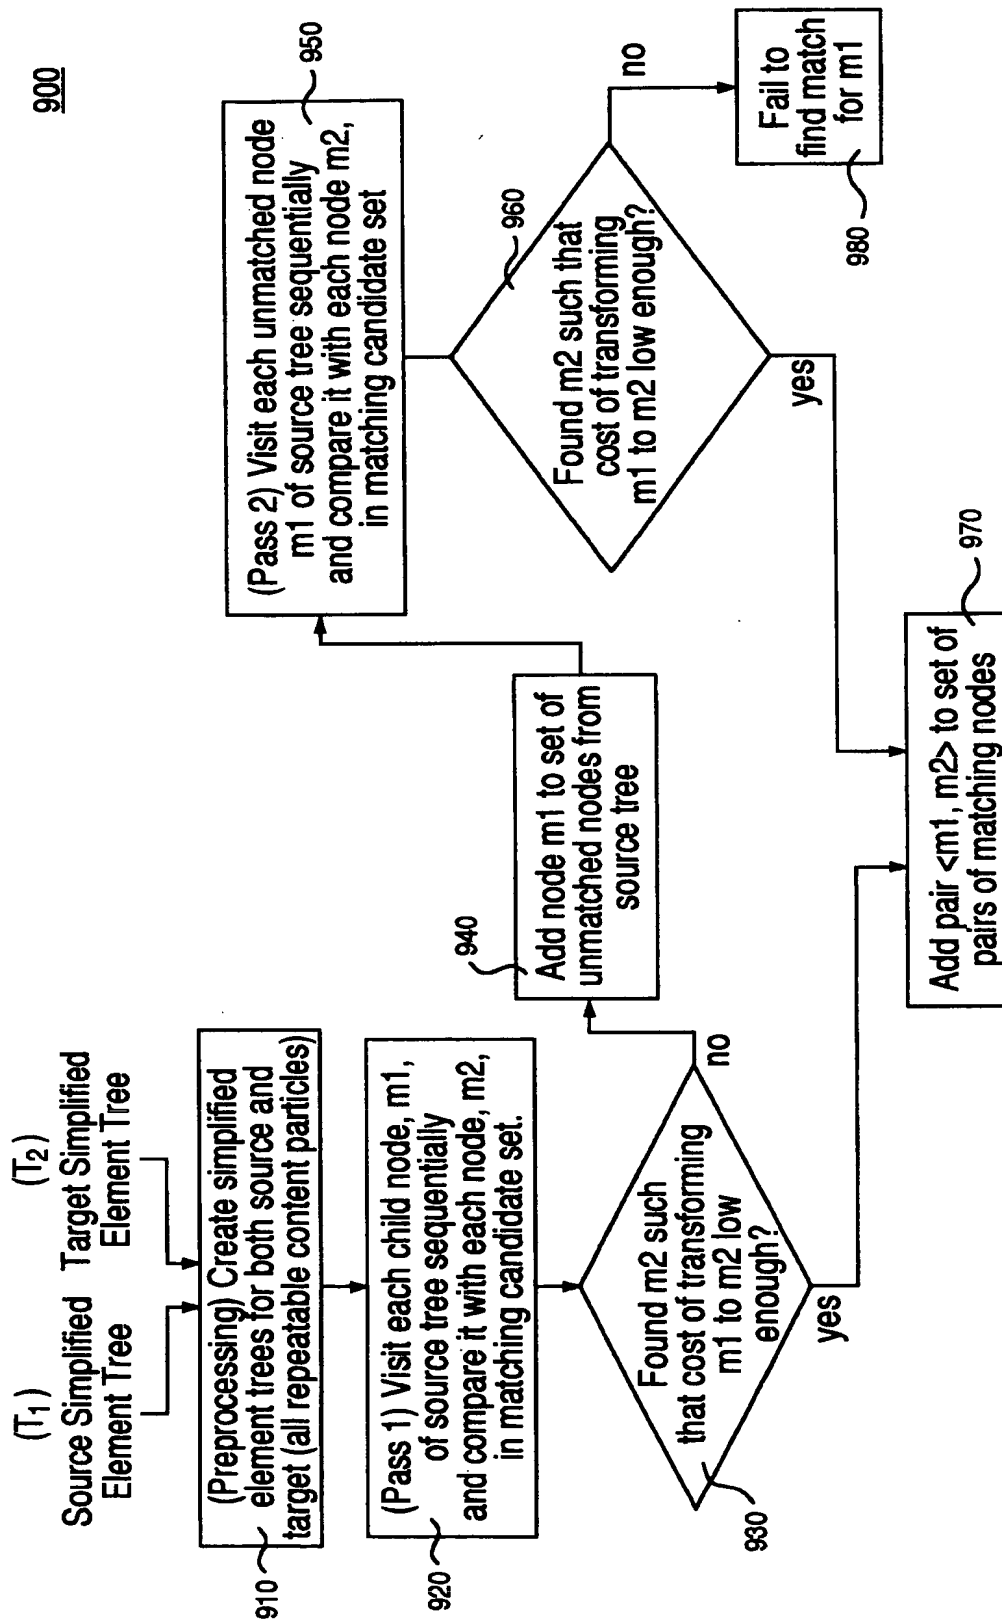 900
(T1)
Source Simplified
Element Tree
(T2)
Target Simplified
Element Tree
910
(Preprocessing) Create simplified
element trees for both source and
target (all repeatable content particles)
920
(Pass 1) Visit each child node, m1,
of source tree sequentially
and compare it with each node, m2,
in matching candidate set.
930
Found m2 such
that cost of transforming
m1 to m2 low
enough?
no
yes
940
Add node m1 to set of
unmatched nodes from
source tree
950
(Pass 2) Visit each unmatched node
m1 of source tree sequentially
and compare it with each node m2,
in matching candidate set
960
Found m2 such that
cost of transforming
m1 to m2 low enough?
no
yes
970
Add pair <m1, m2> to set of
pairs of matching nodes
980
Fail to
find match
for m1